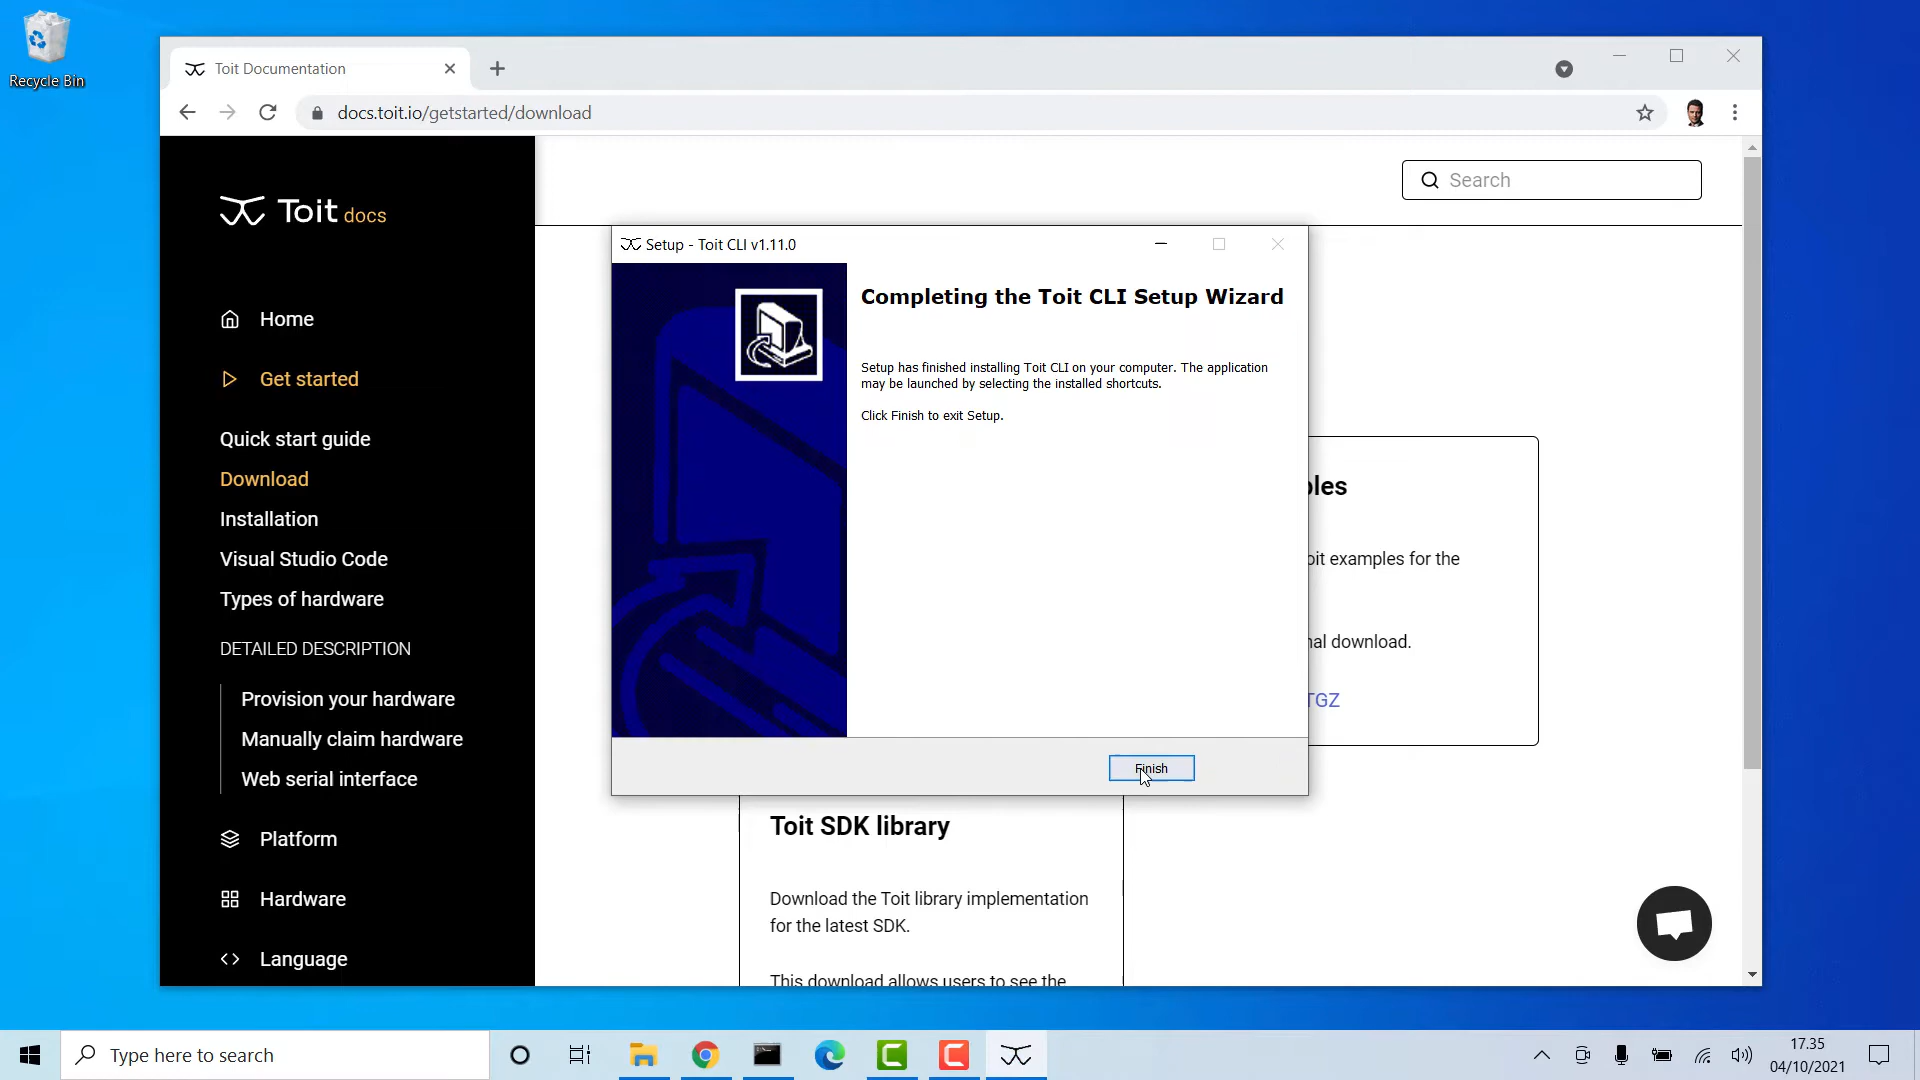 Recycle Bin
Toit Documentation
docs.toit.io/getstarted/download
Toit docs
Search
Home
Get started
Quick start guide
Download
Installation
Visual Studio Code
Types of hardware
DETAILED DESCRIPTION
Provision your hardware
Manually claim hardware
Web serial interface
Platform
Hardware
Language
Setup - Toit CLI v1.11.0
Completing the Toit CLI Setup Wizard
Setup has finished installing Toit CLI on your computer. The application
may be launched by selecting the installed shortcuts.
Click Finish to exit Setup.
Finish
examples for the
download.
TGZ
Toit SDK library
Download the Toit library implementation
for the latest SDK.
This download allows users to see the
Type here to search
17.35
04/10/2021